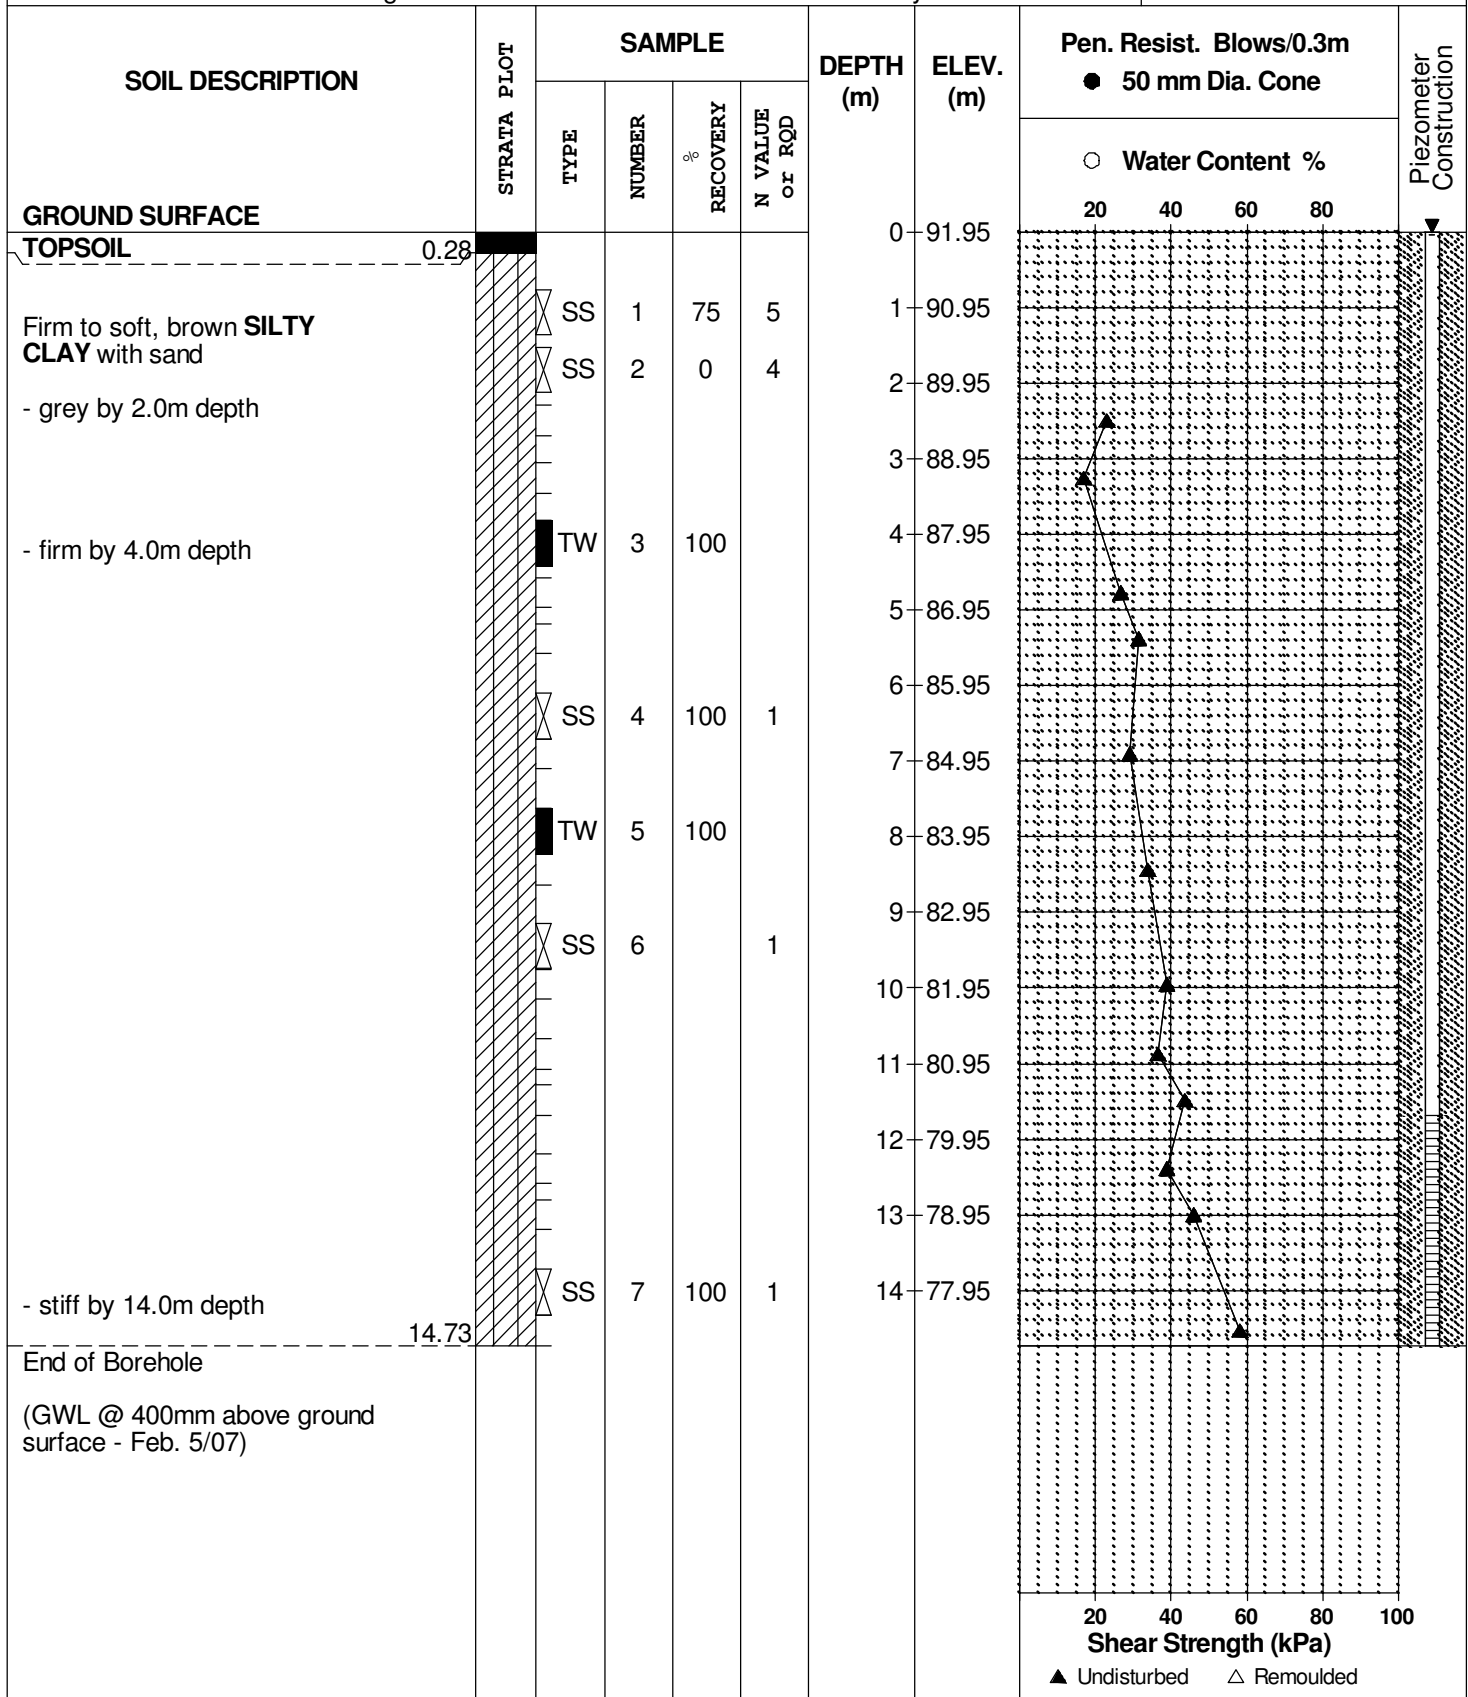 SOIL DESCRIPTION
STRATA PLOT
SAMPLE
TYPE
NUMBER
% RECOVERY
N VALUE or RQD
DEPTH (m)
ELEV. (m)
Pen. Resist. Blows/0.3m
● 50 mm Dia. Cone
○ Water Content %
20 40 60 80
Piezometer Construction
GROUND SURFACE
0 91.95
TOPSOIL 0.28
SS 1 75 5
1 90.95
Firm to soft, brown SILTY
CLAY with sand
SS 2 0 4
2 89.95
- grey by 2.0m depth
3 88.95
4 87.95
- firm by 4.0m depth
TW 3 100
5 86.95
6 85.95
SS 4 100 1
7 84.95
TW 5 100
8 83.95
9 82.95
SS 6 1
10 81.95
11 80.95
12 79.95
13 78.95
SS 7 100 1
14 77.95
- stiff by 14.0m depth
14.73
End of Borehole
(GWL @ 400mm above ground
surface - Feb. 5/07)
20 40 60 80 100
Shear Strength (kPa)
▲ Undisturbed △ Remoulded